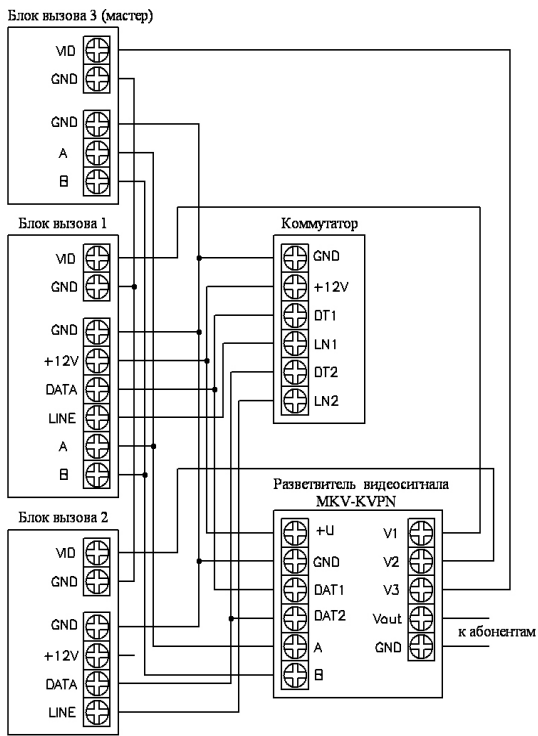 Блок вызова 3 (мастер)
VID
GND
GND
A
B
Блок вызова 1
VID
GND
GND
+12V
DATA
LINE
A
B
Коммутатор
GND
+12V
DT1
LN1
DT2
LN2
Блок вызова 2
VID
GND
GND
+12V
DATA
LINE
Разветвитель видеосигнала
MKV-KVPN
+U
GND
DAT1
DAT2
A
B
V1
V2
V3
Vout
GND
к абонентам